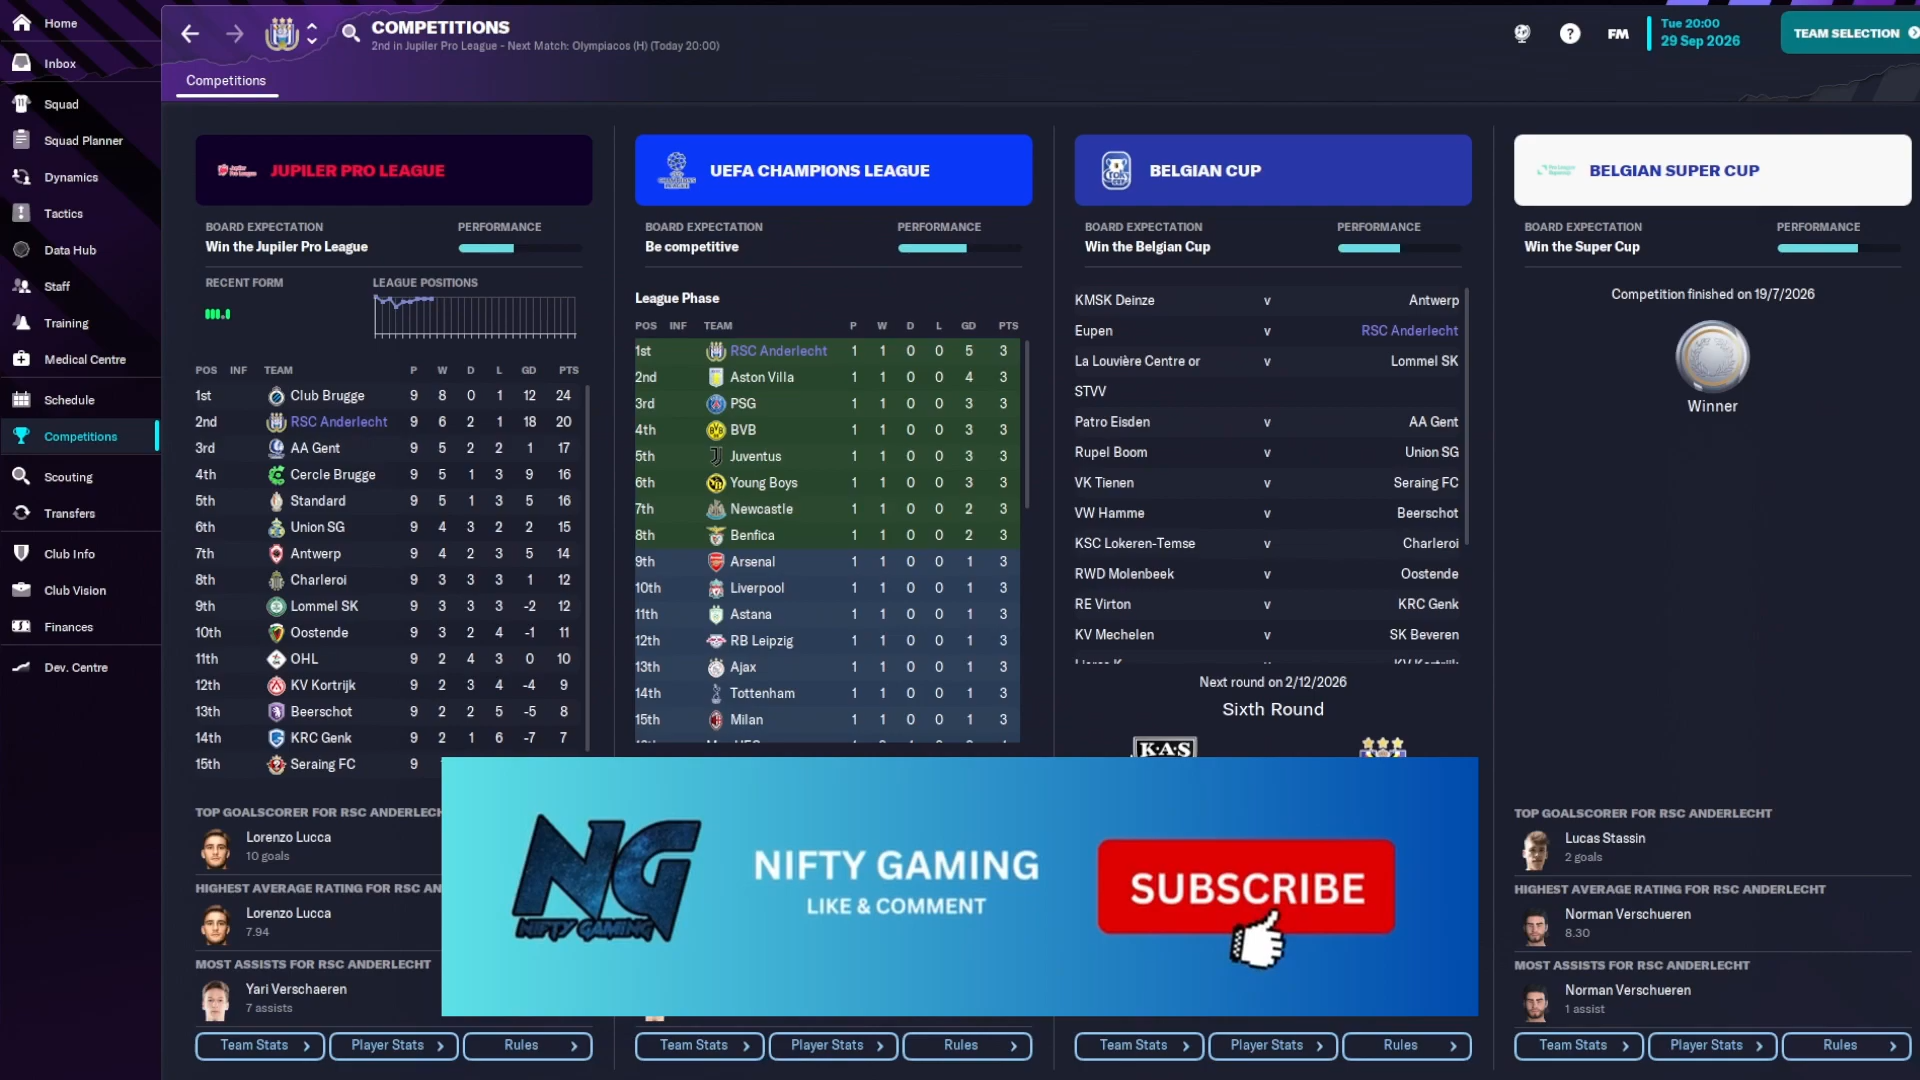 Home
Inbox
Squad
Squad Planner
Dynamics
Tactics
Data Hub
Staff
Training
Medical Centre
Schedule
Competitions
Scouting
Transfers
Club Info
Club Vision
Finances
Dev. Centre
COMPETITIONS
2nd in Jupiler Pro League - Next Match: Olympiacos (H) (Today 20:00)
FM
Tue 20:00
29 Sep 2026
TEAM SELECTION
Competitions
JUPILER PRO LEAGUE
BOARD EXPECTATION PERFORMANCE
Win the Jupiler Pro League
RECENT FORM LEAGUE POSITIONS
POS INF TEAM P W D L GD PTS
1st Club Brugge 9 8 0 1 12 24
2nd RSC Anderlecht 9 6 2 1 18 20
3rd AA Gent 9 5 2 2 1 17
4th Cercle Brugge 9 5 1 3 9 16
5th Standard 9 5 1 3 5 16
6th Union SG 9 4 3 2 2 15
7th Antwerp 9 4 2 3 5 14
8th Charleroi 9 3 3 3 1 12
9th Lommel SK 9 3 3 3 -2 12
10th Oostende 9 3 2 4 -1 11
11th OHL 9 2 4 3 0 10
12th KV Kortrijk 9 2 3 4 -4 9
13th Beerschot 9 2 2 5 -5 8
14th KRC Genk 9 2 1 6 -7 7
15th Seraing FC 9
TOP GOALSCORER FOR RSC ANDERLECH
Lorenzo Lucca
10 goals
HIGHEST AVERAGE RATING FOR RSC AN
Lorenzo Lucca
7.94
MOST ASSISTS FOR RSC ANDERLECHT
Yari Verschaeren
7 assists
Team Stats Player Stats Rules
UEFA CHAMPIONS LEAGUE
BOARD EXPECTATION PERFORMANCE
Be competitive
League Phase
POS INF TEAM P W D L GD PTS
1st RSC Anderlecht 1 1 0 0 5 3
2nd Aston Villa 1 1 0 0 4 3
3rd PSG 1 1 0 0 3 3
4th BVB 1 1 0 0 3 3
5th Juventus 1 1 0 0 3 3
6th Young Boys 1 1 0 0 3 3
7th Newcastle 1 1 0 0 2 3
8th Benfica 1 1 0 0 2 3
9th Arsenal 1 1 0 0 1 3
10th Liverpool 1 1 0 0 1 3
11th Astana 1 1 0 0 1 3
12th RB Leipzig 1 1 0 0 1 3
13th Ajax 1 1 0 0 1 3
14th Tottenham 1 1 0 0 1 3
15th Milan 1 1 0 0 1 3
Team Stats Player Stats Rules
BELGIAN CUP
BOARD EXPECTATION PERFORMANCE
Win the Belgian Cup
KMSK Deinze v Antwerp
Eupen v RSC Anderlecht
La Louvière Centre or v Lommel SK
STVV
Patro Eisden v AA Gent
Rupel Boom v Union SG
VK Tienen v Seraing FC
VW Hamme v Beerschot
KSC Lokeren-Temse v Charleroi
RWD Molenbeek v Oostende
RE Virton v KRC Genk
KV Mechelen v SK Beveren
Next round on 2/12/2026
Sixth Round
K·A·S
Team Stats Player Stats Rules
BELGIAN SUPER CUP
BOARD EXPECTATION PERFORMANCE
Win the Super Cup
Competition finished on 19/7/2026
Winner
TOP GOALSCORER FOR RSC ANDERLECHT
Lucas Stassin
2 goals
HIGHEST AVERAGE RATING FOR RSC ANDERLECHT
Norman Verschueren
8.30
MOST ASSISTS FOR RSC ANDERLECHT
Norman Verschueren
1 assist
Team Stats Player Stats Rules
NG
NIFTY GAMING
NIFTY GAMING
LIKE & COMMENT
SUBSCRIBE